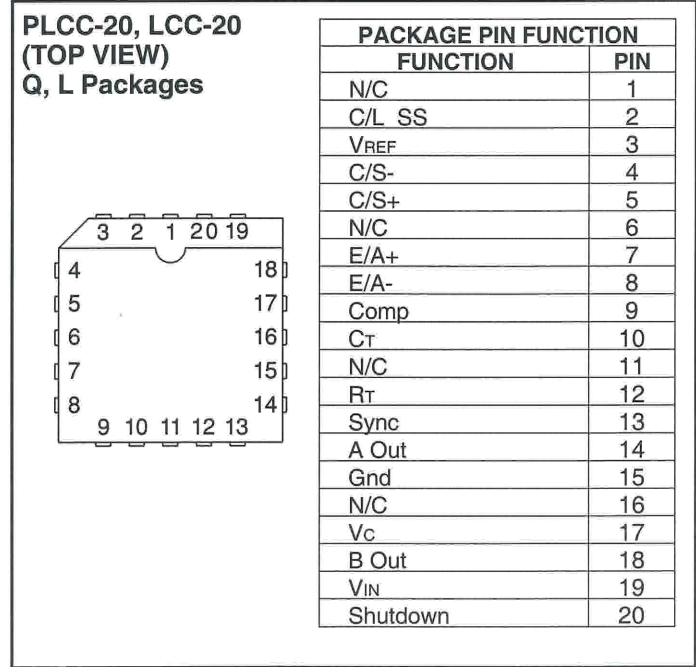 PLCC-20, LCC-20
(TOP VIEW)
Q, L Packages
3 2 1 20 19
4 18
5 17
6 16
7 15
8 14
9 10 11 12 13
PACKAGE PIN FUNCTION
FUNCTION PIN
N/C 1
C/L SS 2
VREF 3
C/S- 4
C/S+ 5
N/C 6
E/A+ 7
E/A- 8
Comp 9
CT 10
N/C 11
RT 12
Sync 13
A Out 14
Gnd 15
N/C 16
VC 17
B Out 18
VIN 19
Shutdown 20